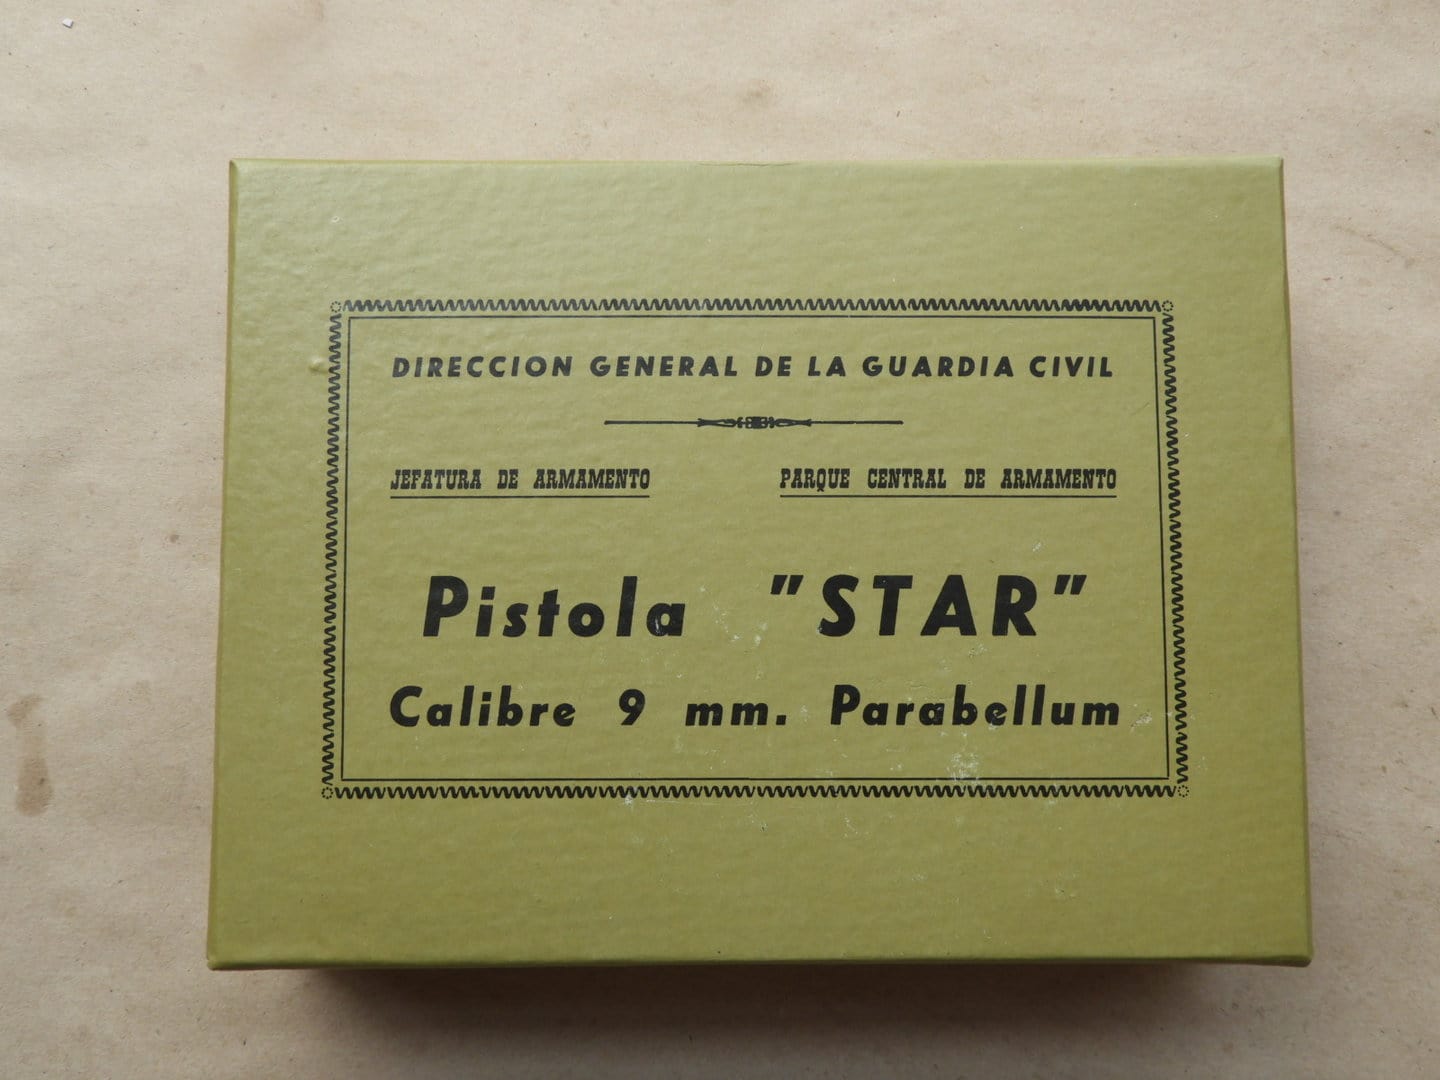 DIRECCION GENERAL DE LA GUARDIA CIVIL
JEFATURA DE ARMAMENTO PARQUE CENTRAL DE ARMAMENTO
Pistola "STAR"
Calibre 9 mm. Parabellum